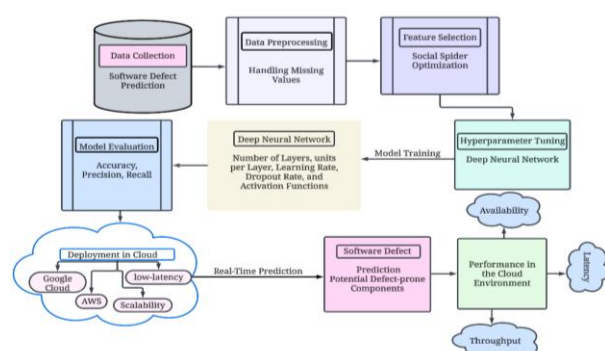 Data Collection
Software Defect
Prediction
Data Preprocessing
Handling Missing
Values
Feature Selection
Social Spider
Optimization
Model Evaluation
Accuracy,
Precision, Recall
Deep Neural Network
Number of Layers, units
per Layer, Learning Rate,
Dropout Rate, and
Activation Functions
Model Training
Hyperparameter Tuning
Deep Neural Network
Availability
Deployment in Cloud
Google
Cloud
AWS
Scalability
low-latency
Real-Time Prediction
Software Defect
Prediction
Potential Defect-prone
Components
Performance in
the Cloud
Environment
Latency
Throughput